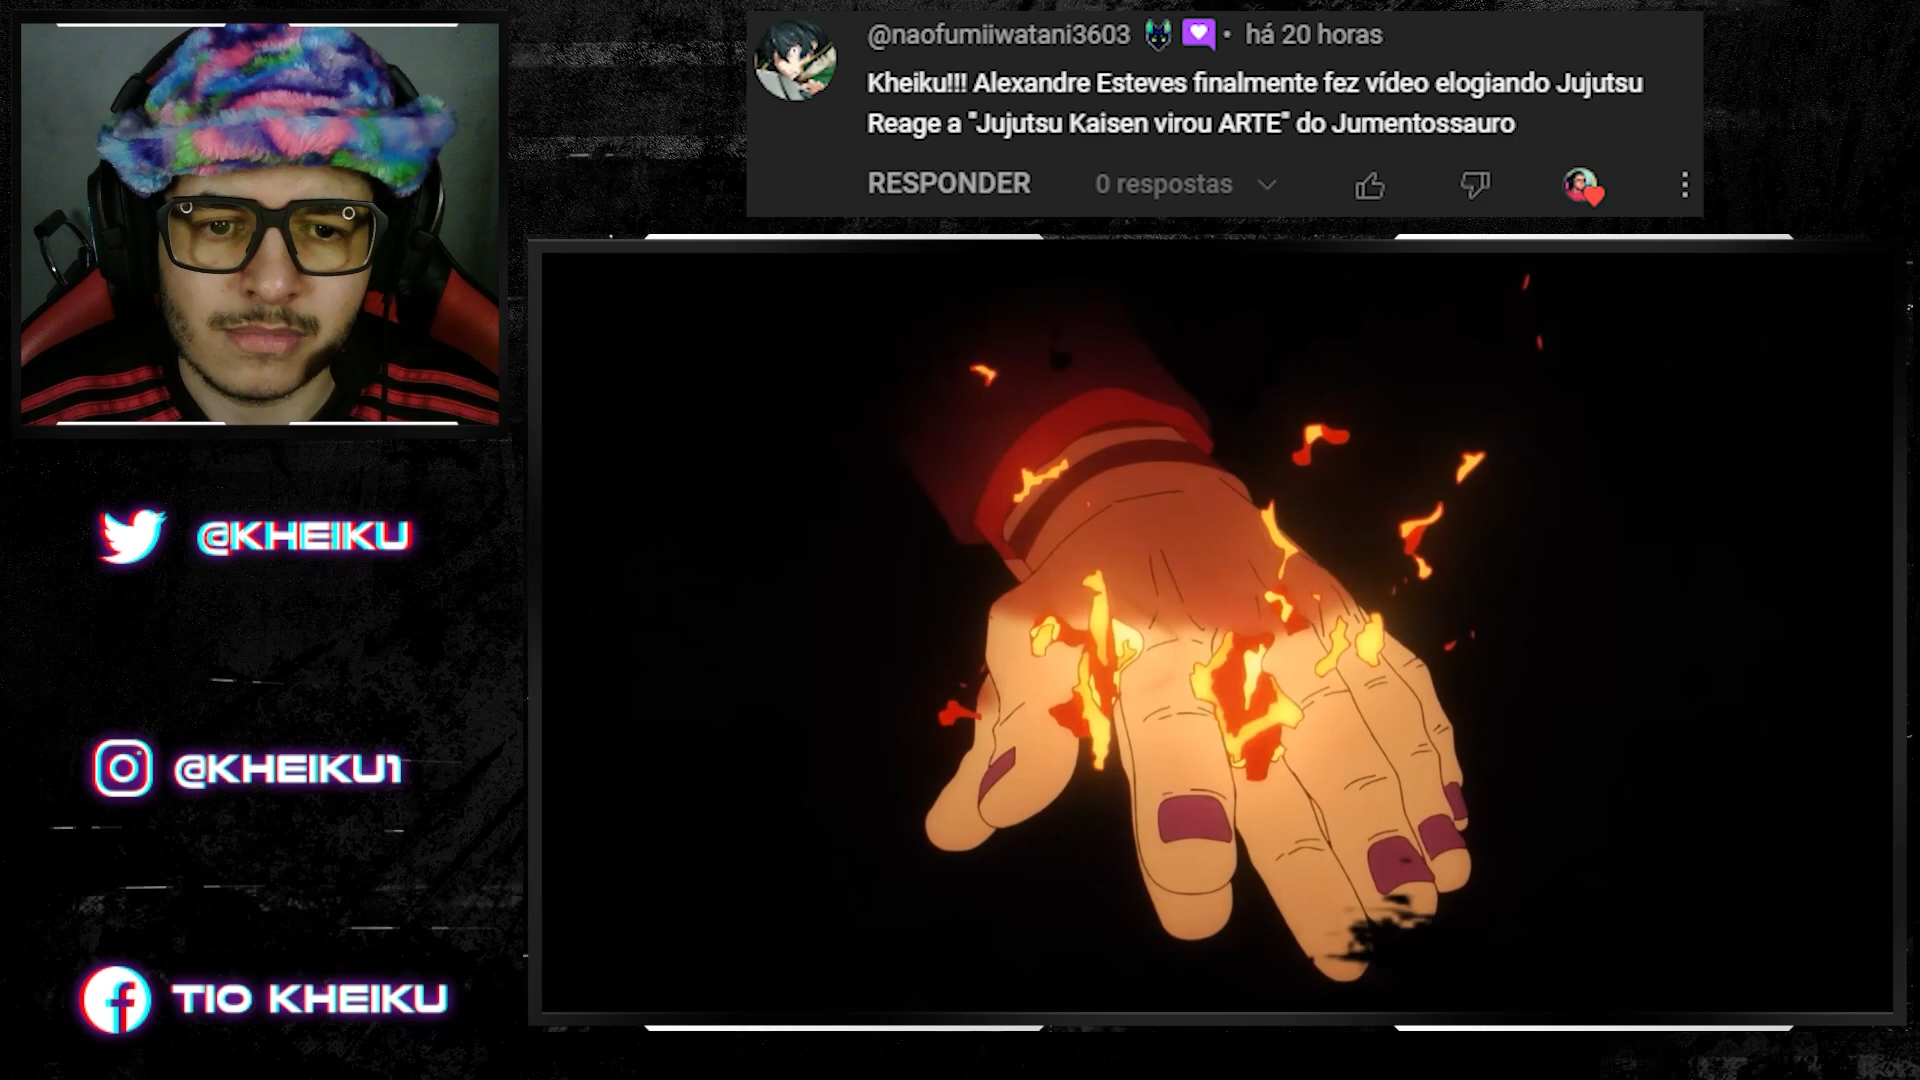 @naofumiiwatani3603 • há 20 horas
Kheiku!!! Alexandre Esteves finalmente fez vídeo elogiando Jujutsu
Reage a "Jujutsu Kaisen virou ARTE" do Jumentossauro
RESPONDER 0 respostas
@KHEIKU
@KHEIKU1
TIO KHEIKU